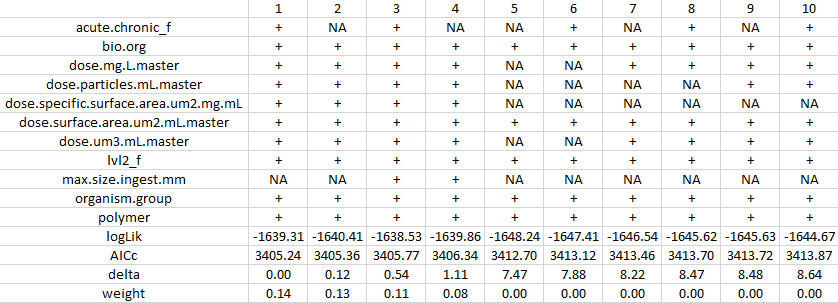 1 2 3 4 5 6 7 8 9 10
acute.chronic_f + NA + NA NA + NA + NA +
bio.org + + + + + + + + + +
dose.mg.L.master + + + + NA NA + + + +
dose.particles.mL.master + + + + NA NA NA NA + +
dose.specific.surface.area.um2.mg.mL + + + + NA NA NA NA NA NA
dose.surface.area.um2.mL.master + + + + + + + + + +
dose.um3.mL.master + + + + NA NA + + + +
lvl2_f + + + + + + + + + +
max.size.ingest.mm NA NA + + NA NA NA NA NA NA
organism.group + + + + + + + + + +
polymer + + + + + + + + + +
logLik -1639.31 -1640.41 -1638.53 -1639.86 -1648.24 -1647.41 -1646.54 -1645.62 -1645.63 -1644.67
AICc 3405.24 3405.36 3405.77 3406.34 3412.70 3413.12 3413.46 3413.70 3413.72 3413.87
delta 0.00 0.12 0.54 1.11 7.47 7.88 8.22 8.47 8.48 8.64
weight 0.14 0.13 0.11 0.08 0.00 0.00 0.00 0.00 0.00 0.00